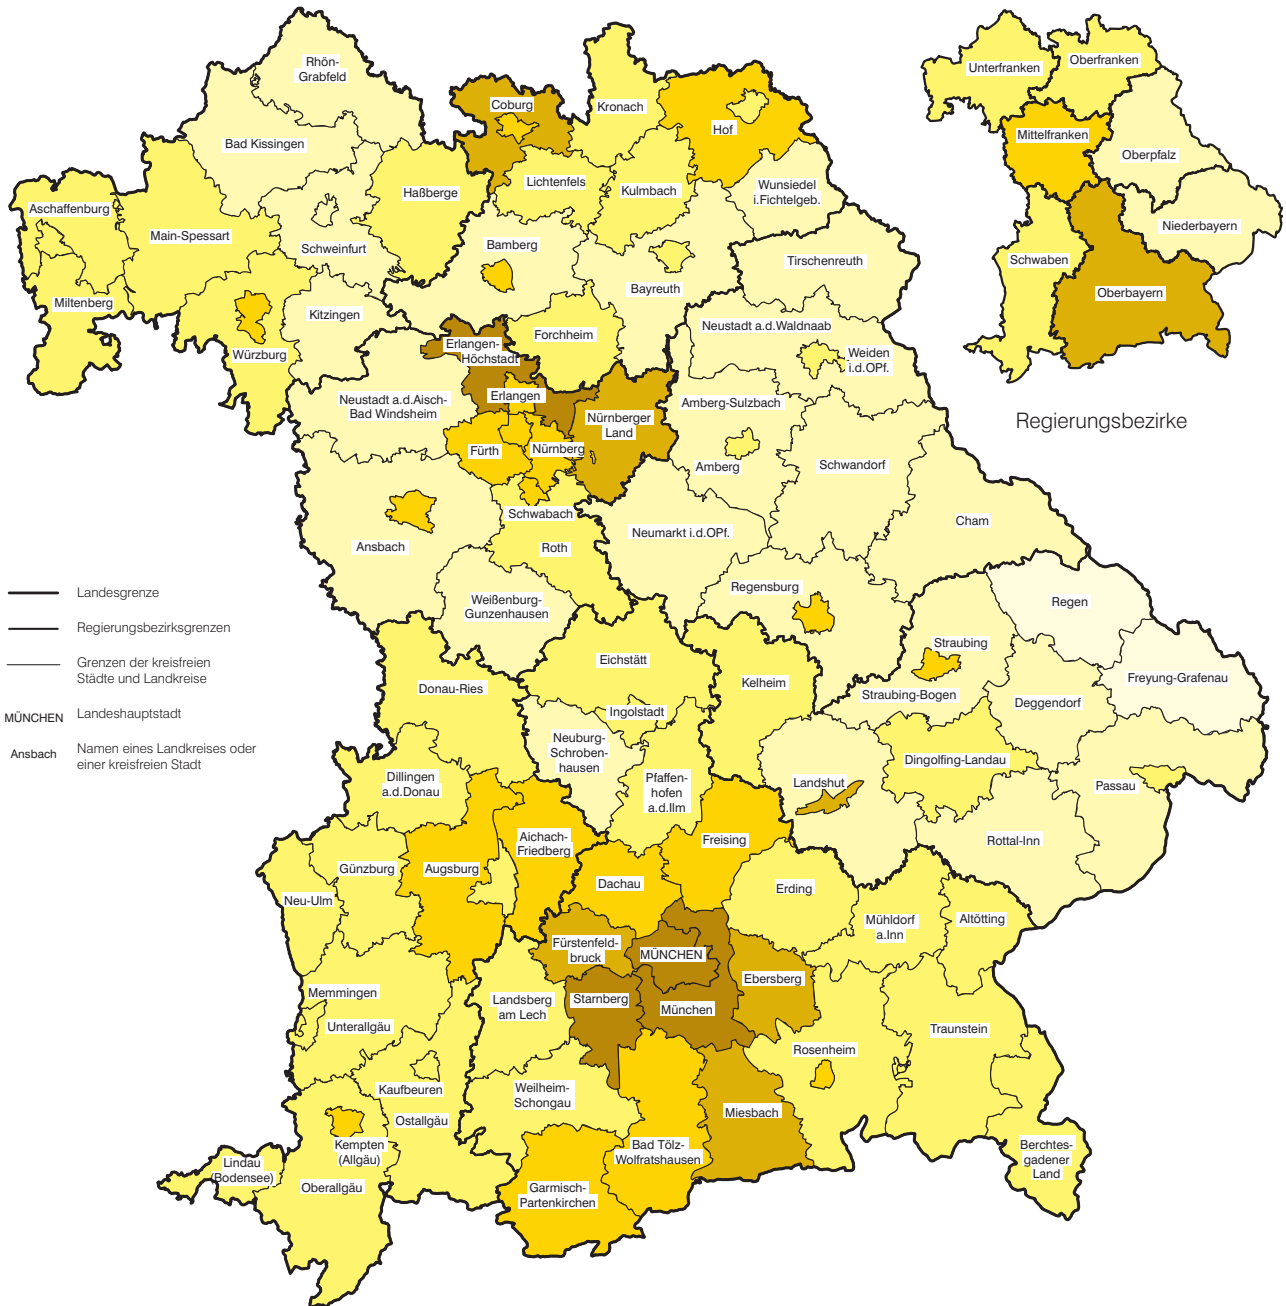 Rhön-
Grabfeld
Coburg
Kronach
Hof
Bad Kissingen
Haßberge
Lichtenfels
Kulmbach
Wunsiedel
i.Fichtelgeb.
Aschaffenburg
Main-Spessart
Schweinfurt
Bamberg
Bayreuth
Tirschenreuth
Miltenberg
Würzburg
Kitzingen
Erlangen-
Höchstadt
Forchheim
Neustadt a.d.Waldnaab
Weiden
i.d.OPf.
Neustadt a.d.Aisch-
Bad Windsheim
Erlangen
Nürnberger
Land
Amberg-Sulzbach
Fürth
Nürnberg
Amberg
Schwandorf
Schwabach
Ansbach
Roth
Neumarkt i.d.OPf.
Cham
Weißenburg-
Gunzenhausen
Regensburg
Regen
Straubing
Eichstätt
Kelheim
Freyung-Grafenau
Donau-Ries
Straubing-Bogen
Deggendorf
Ingolstadt
Neuburg-
Schroben-
hausen
Dingolfing-Landau
Dillingen
a.d.Donau
Pfaffen-
hofen
a.d.Ilm
Landshut
Passau
Aichach-
Friedberg
Freising
Rottal-Inn
Günzburg
Augsburg
Dachau
Erding
Neu-Ulm
Mühldorf
a.Inn
Altötting
Fürstenfeld-
bruck
MÜNCHEN
Ebersberg
Memmingen
Landsberg
am Lech
Starnberg
München
Unterallgäu
Traunstein
Rosenheim
Kaufbeuren
Weilheim-
Schongau
Miesbach
Ostallgäu
Kempten
(Allgäu)
Bad Tölz-
Wolfratshausen
Berchtes-
gadener
Land
Lindau
(Bodensee)
Oberallgäu
Garmisch-
Partenkirchen
Unterfranken
Oberfranken
Mittelfranken
Oberpfalz
Niederbayern
Schwaben
Oberbayern
Regierungsbezirke
Landesgrenze
Regierungsbezirksgrenzen
Grenzen der kreisfreien
Städte und Landkreise
MÜNCHEN Landeshauptstadt
Ansbach Namen eines Landkreises oder
einer kreisfreien Stadt